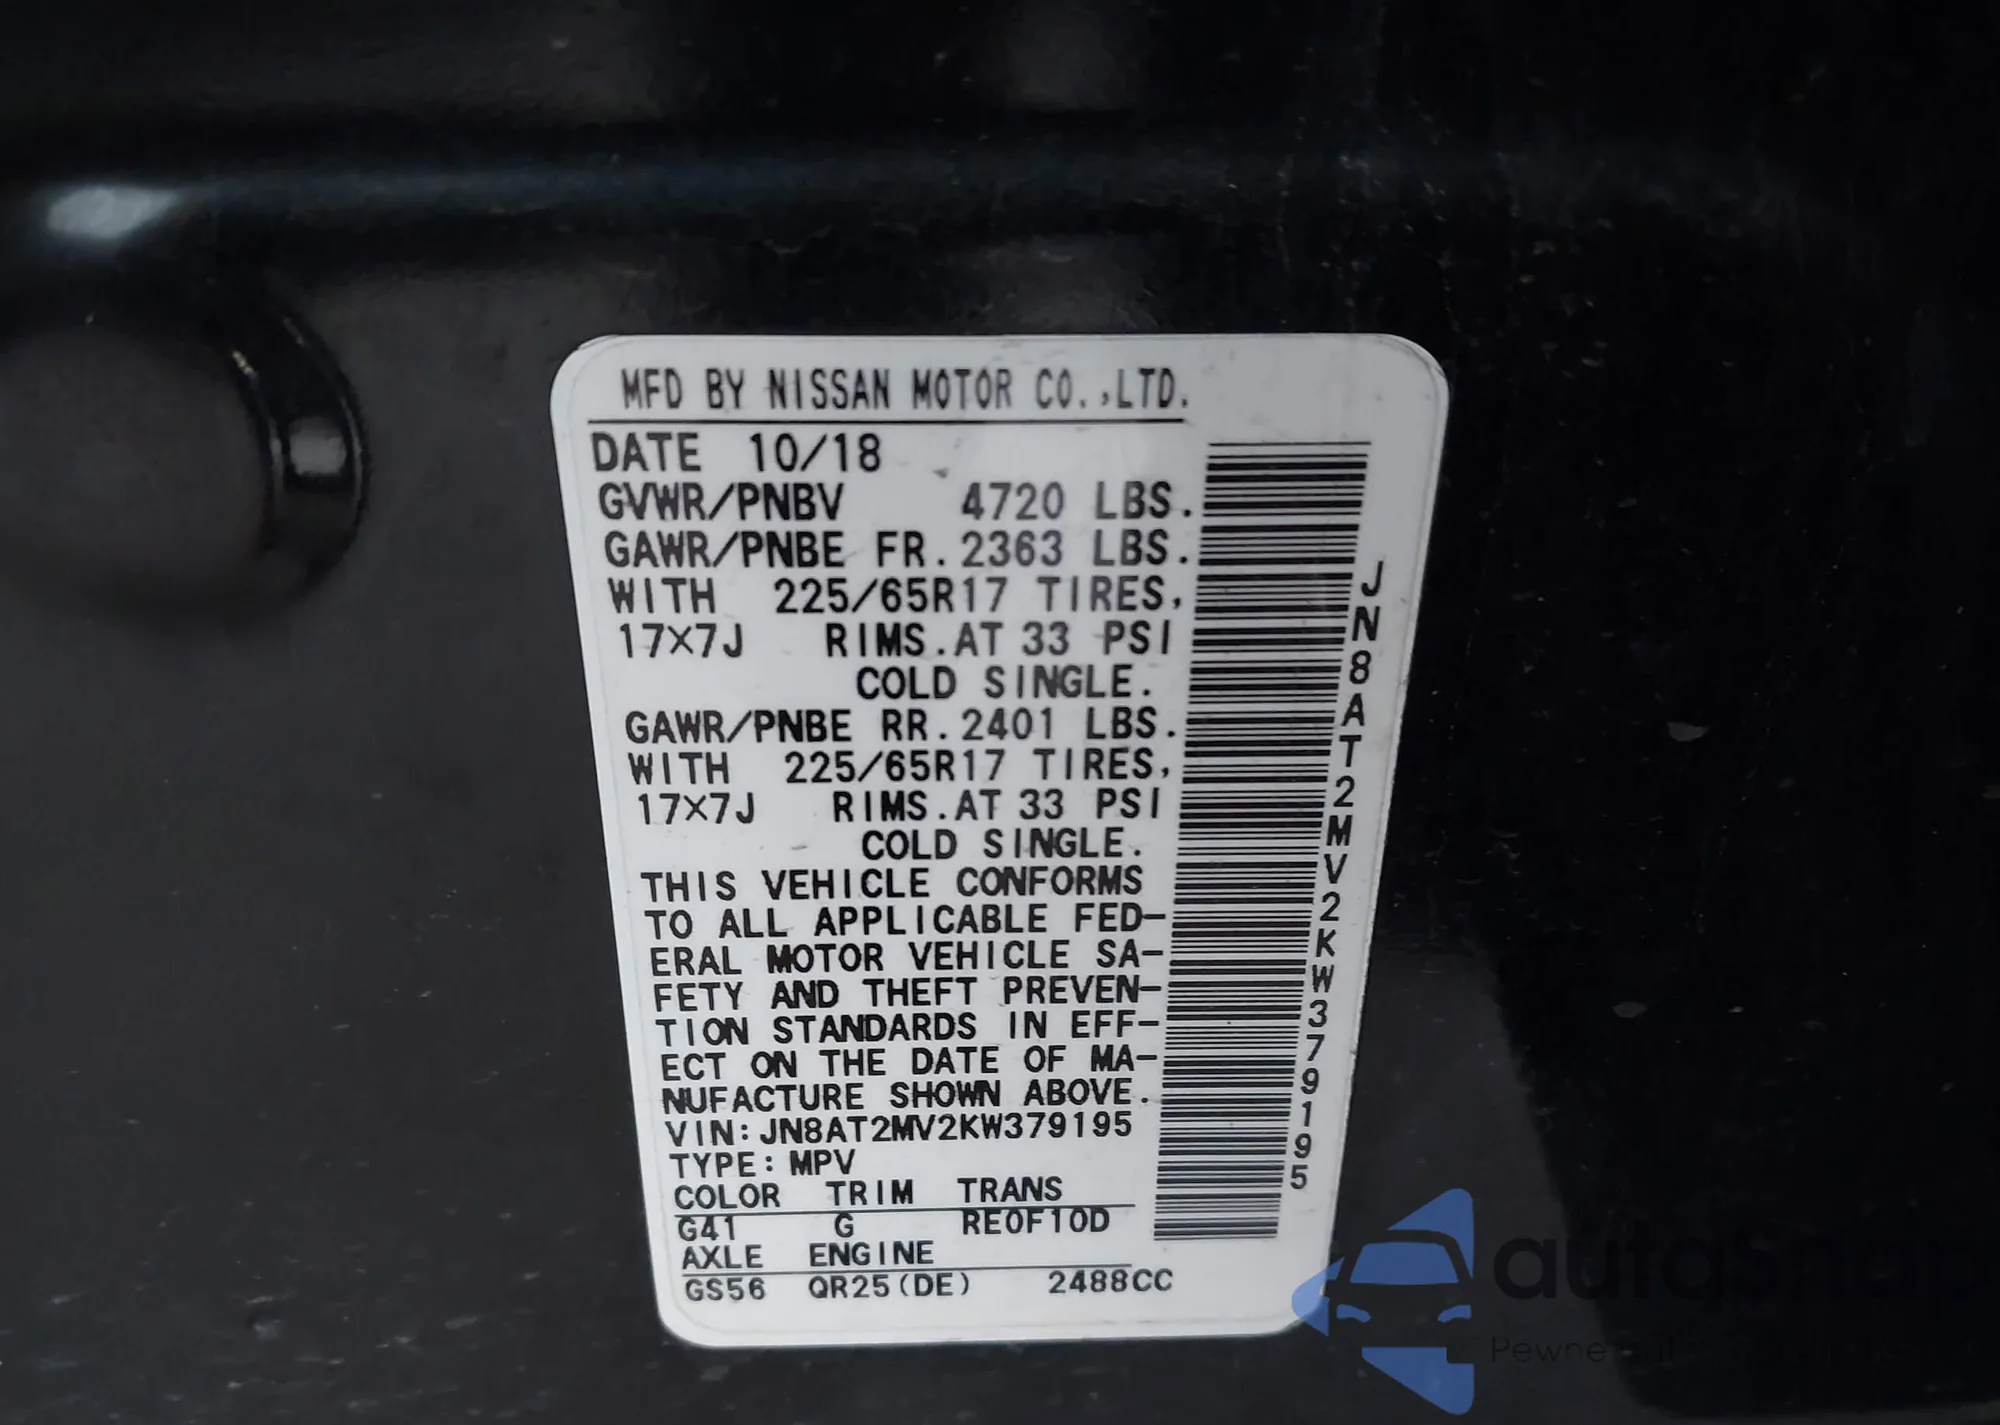 MFD BY NISSAN MOTOR CO.,LTD.
DATE 10/18
GVWR/PNBV 4720 LBS.
GAWR/PNBE FR. 2363 LBS.
WITH 225/65R17 TIRES,
17×7J RIMS.AT 33 PSI
COLD SINGLE.
GAWR/PNBE RR. 2401 LBS.
WITH 225/65R17 TIRES,
17×7J RIMS.AT 33 PSI
COLD SINGLE.
THIS VEHICLE CONFORMS
TO ALL APPLICABLE FED-
ERAL MOTOR VEHICLE SA-
FETY AND THEFT PREVEN-
TION STANDARDS IN EFF-
ECT ON THE DATE OF MA-
NUFACTURE SHOWN ABOVE.
VIN:JN8AT2MV2KW379195
TYPE:MPV
COLOR TRIM TRANS
G41 G RE0F10D
AXLE ENGINE
GS56 QR25(DE) 2488CC
JN8AT2MV2KW379195
autaSnap
Pewne